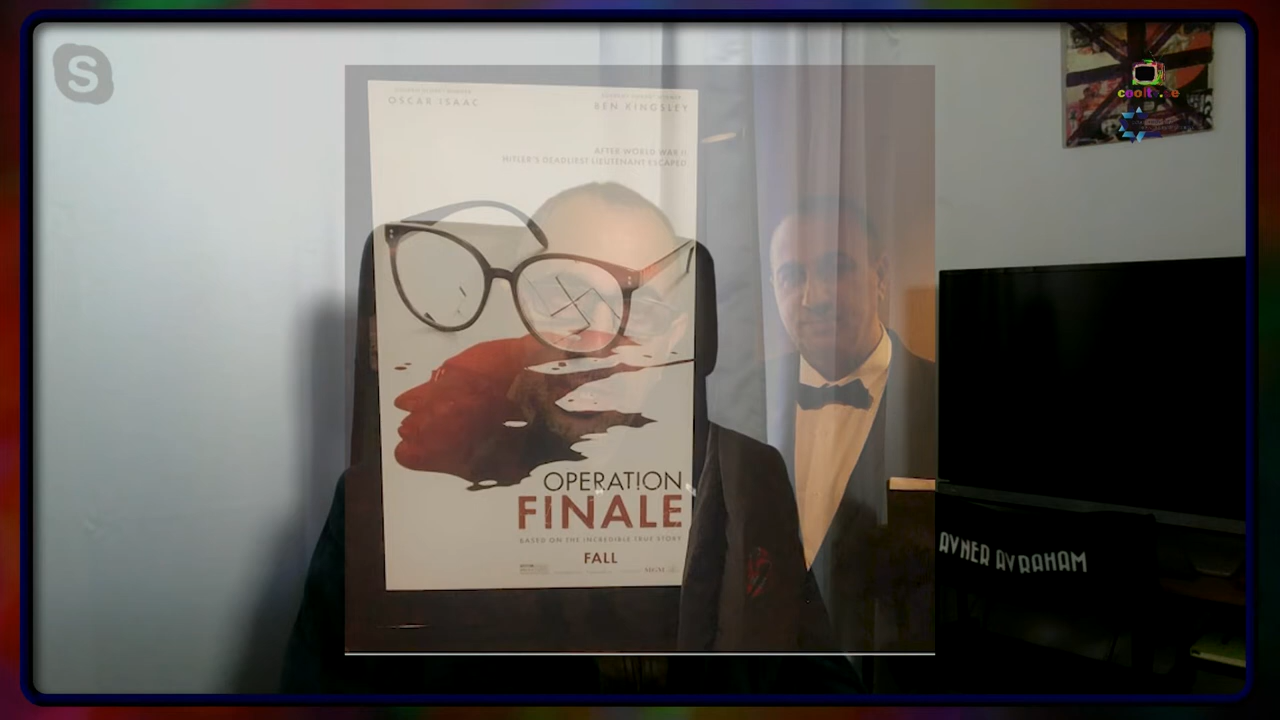 S
OSCAR ISAAC
BEN KINGSLEY
AFTER WORLD WAR II,
HITLER'S DEADLIEST LIEUTENANT ESCAPED
OPERATION
FINALE
BASED ON THE INCREDIBLE TRUE STORY
FALL
AVNER AVRAHAM